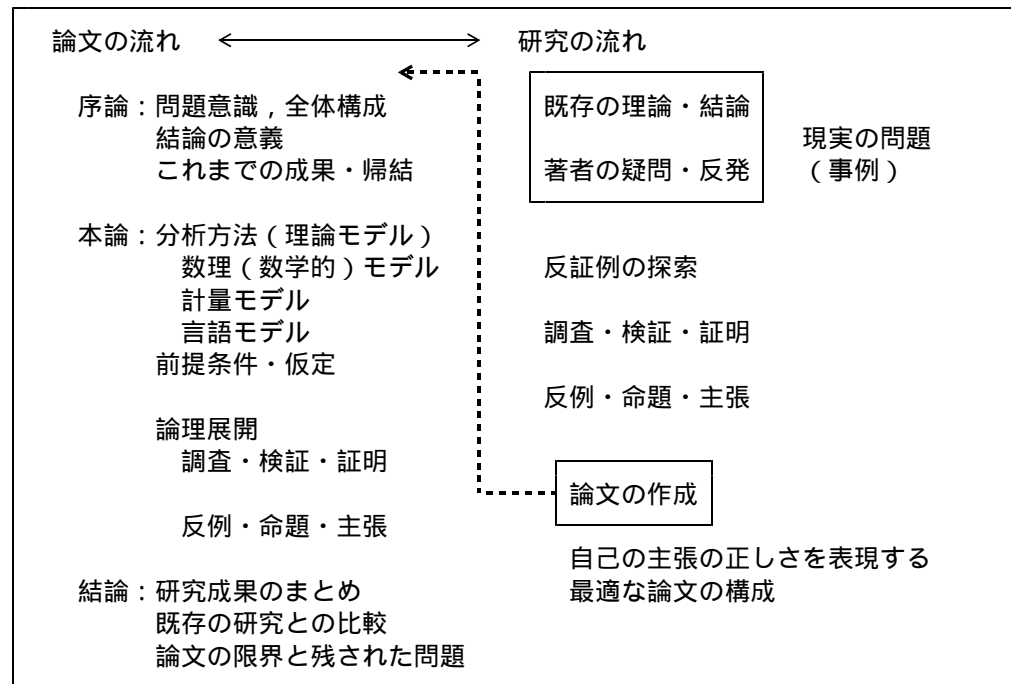 論文の流れ
研究の流れ
序論：問題意識，全体構成
結論の意義
これまでの成果・帰結
本論：分析方法（理論モデル）
数理（数学的）モデル
計量モデル
言語モデル
前提条件・仮定
論理展開
調査・検証・証明
反例・命題・主張
結論：研究成果のまとめ
既存の研究との比較
論文の限界と残された問題
既存の理論・結論
著者の疑問・反発
現実の問題
（事例）
反証例の探索
調査・検証・証明
反例・命題・主張
論文の作成
自己の主張の正しさを表現する
最適な論文の構成